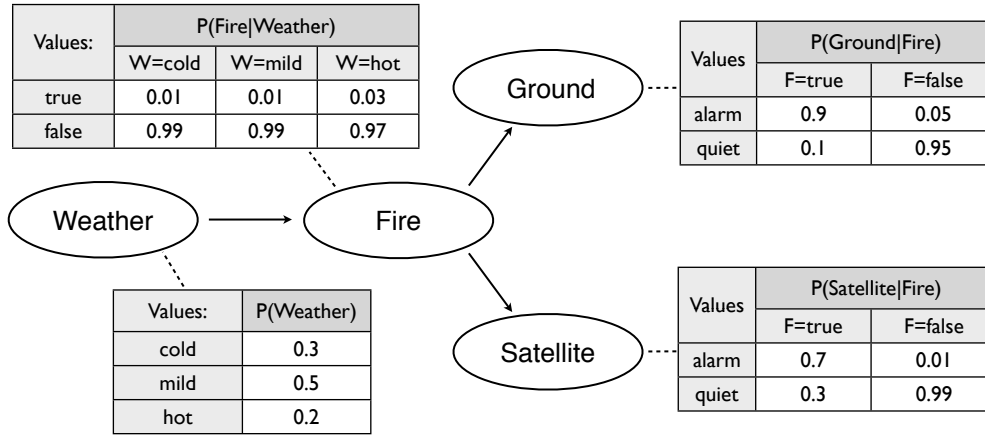 Values: P(Fire|Weather)
W=cold W=mild W=hot
true 0.01 0.01 0.03
false 0.99 0.99 0.97
Ground
Values P(Ground|Fire)
F=true F=false
alarm 0.9 0.05
quiet 0.1 0.95
Weather
Fire
Values: P(Weather)
cold 0.3
mild 0.5
hot 0.2
Satellite
Values P(Satellite|Fire)
F=true F=false
alarm 0.7 0.01
quiet 0.3 0.99